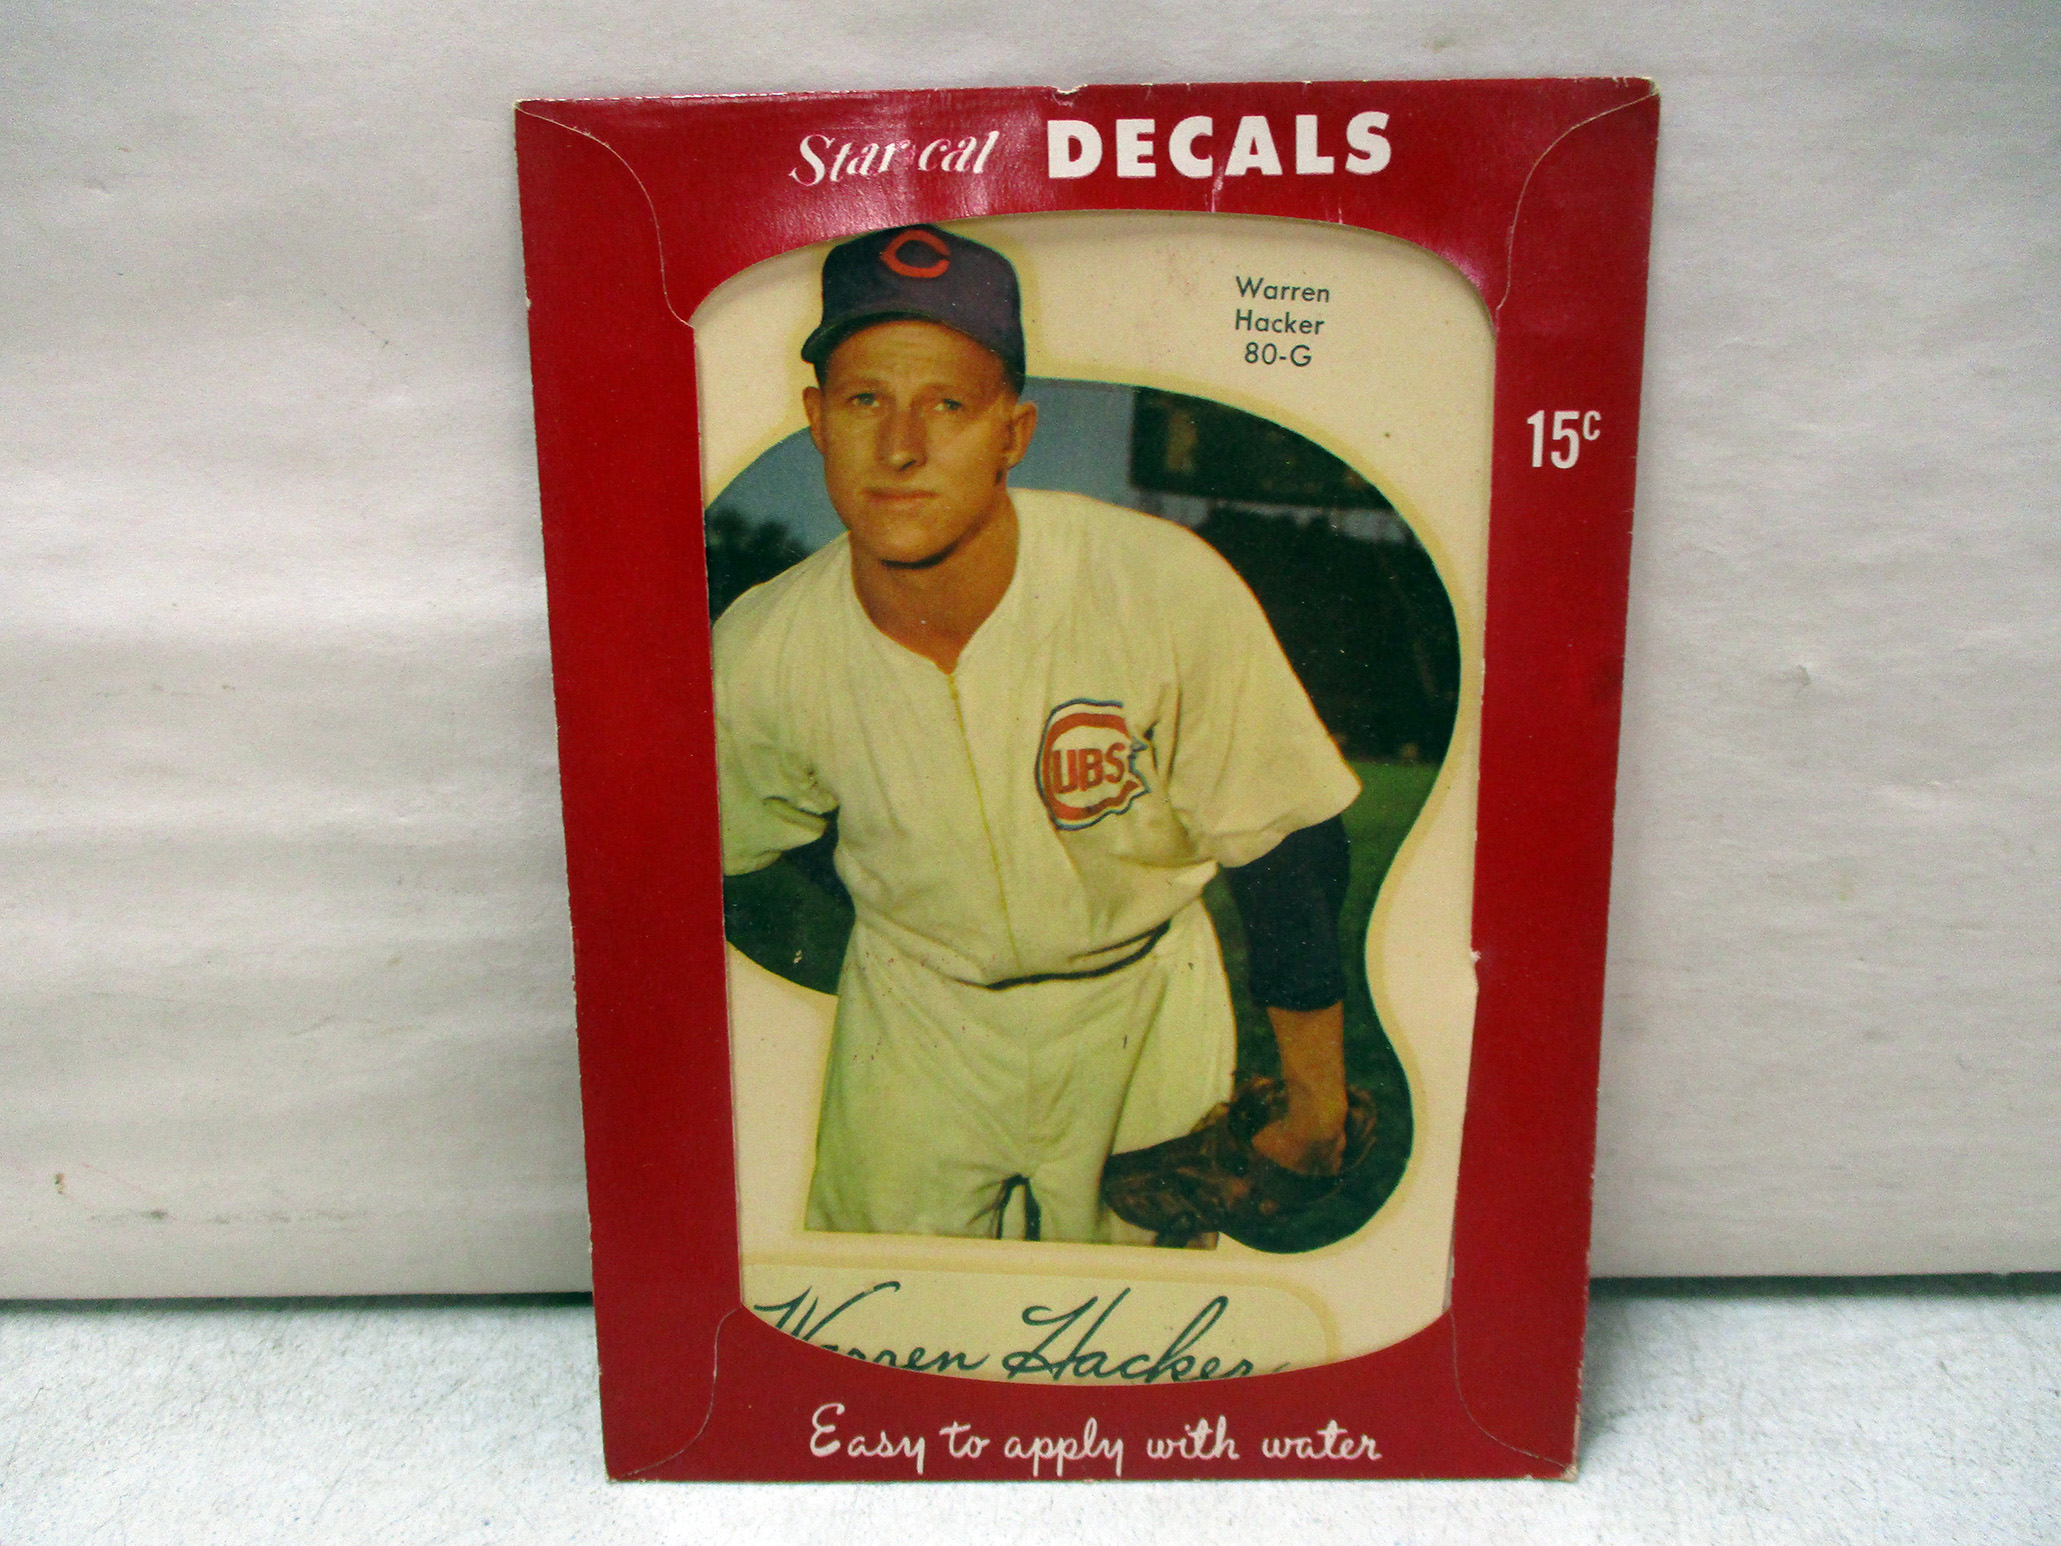 Star-cal DECALS
C
Warren
Hacker
80-G
15c
CUBS
Warren Hacker
Easy to apply with water